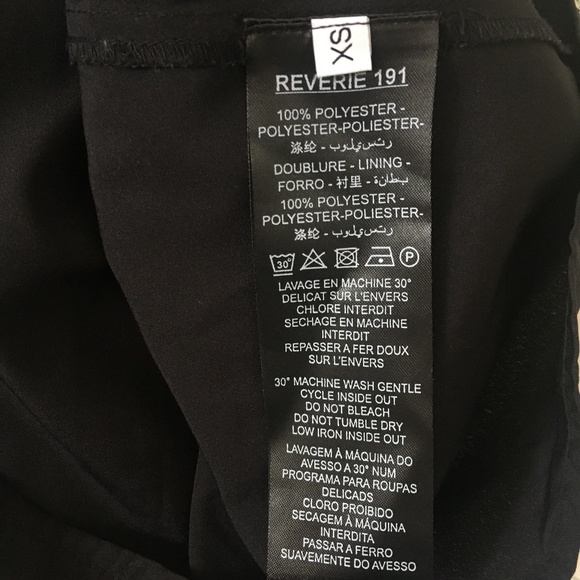 XS
REVERIE 191
100% POLYESTER -
POLYESTER-POLIESTER-
涤纶 - رتسيلوب
DOUBLURE - LINING -
FORRO - 衬里 - بطانة
100% POLYESTER -
POLYESTER-POLIESTER-
涤纶 - رتسيلوب
30° P
LAVAGE EN MACHINE 30°
DELICAT SUR L'ENVERS
CHLORE INTERDIT
SECHAGE EN MACHINE
INTERDIT
REPASSER A FER DOUX
SUR L'ENVERS
30° MACHINE WASH GENTLE
CYCLE INSIDE OUT
DO NOT BLEACH
DO NOT TUMBLE DRY
LOW IRON INSIDE OUT
LAVAGEM À MÁQUINA DO
AVESSO A 30° NUM
PROGRAMA PARA ROUPAS
DELICADS
CLORO PROIBIDO
SECAGEM À MÁQUINA
INTERDITA
PASSAR A FERRO
SUAVEMENTE DO AVESSO